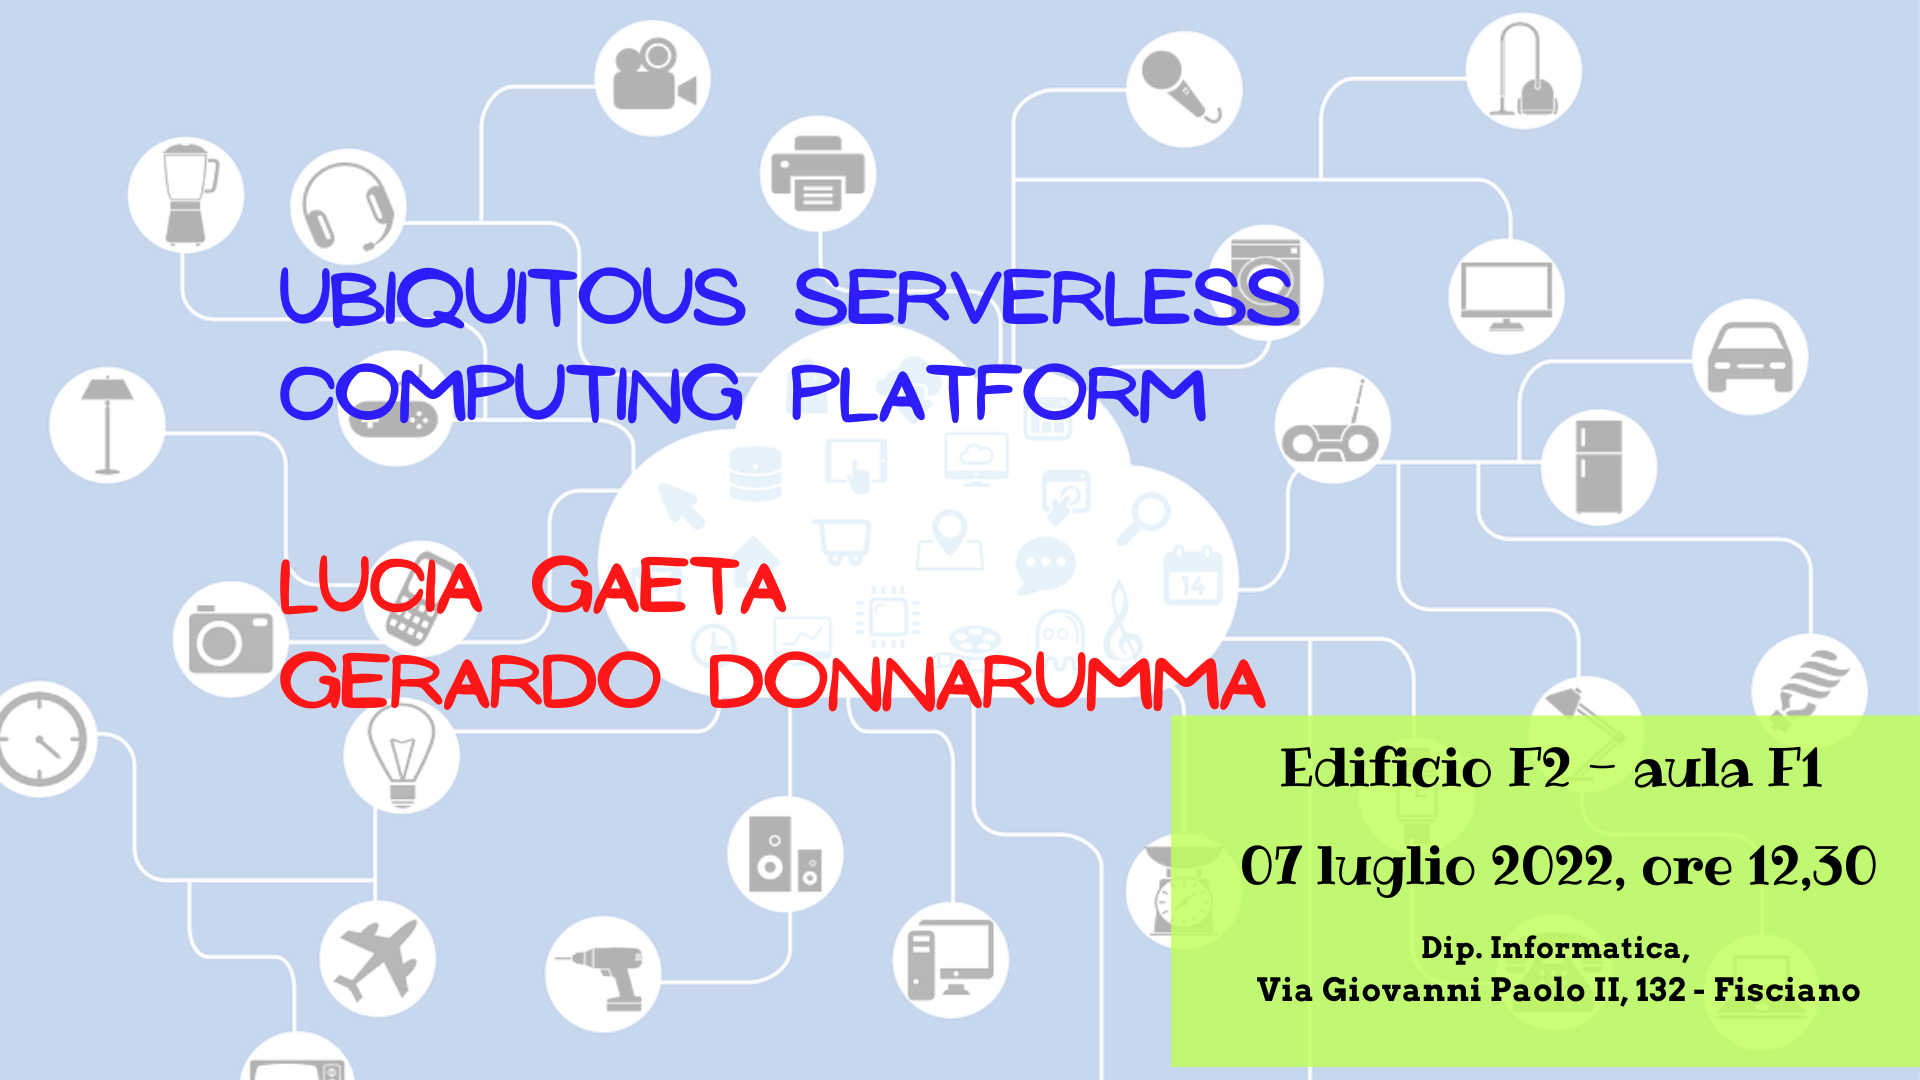 UBIQUITOUS SERVERLESS
COMPUTING PLATFORM
14
LUCIA GAETA
GERARDO DONNARUMMA
Edificio F2 - aula F1
07 luglio 2022, ore 12,30
Dip. Informatica,
Via Giovanni Paolo II, 132 - Fisciano